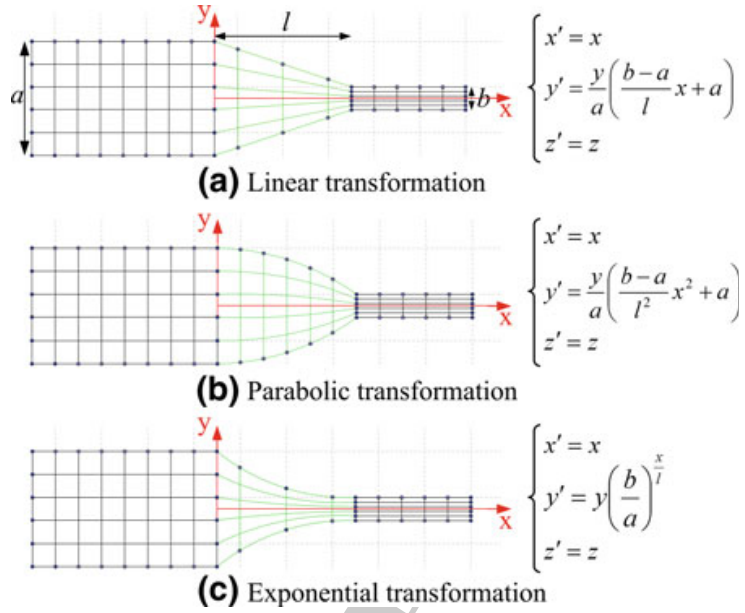 y
l
a
b
x
x' = x
y' = y/a ( (b − a)/l x + a )
z' = z
(a) Linear transformation
y
x
x' = x
y' = y/a ( (b − a)/l² x² + a )
z' = z
(b) Parabolic transformation
y
x
x' = x
y' = y ( b/a )^(x/l)
z' = z
(c) Exponential transformation